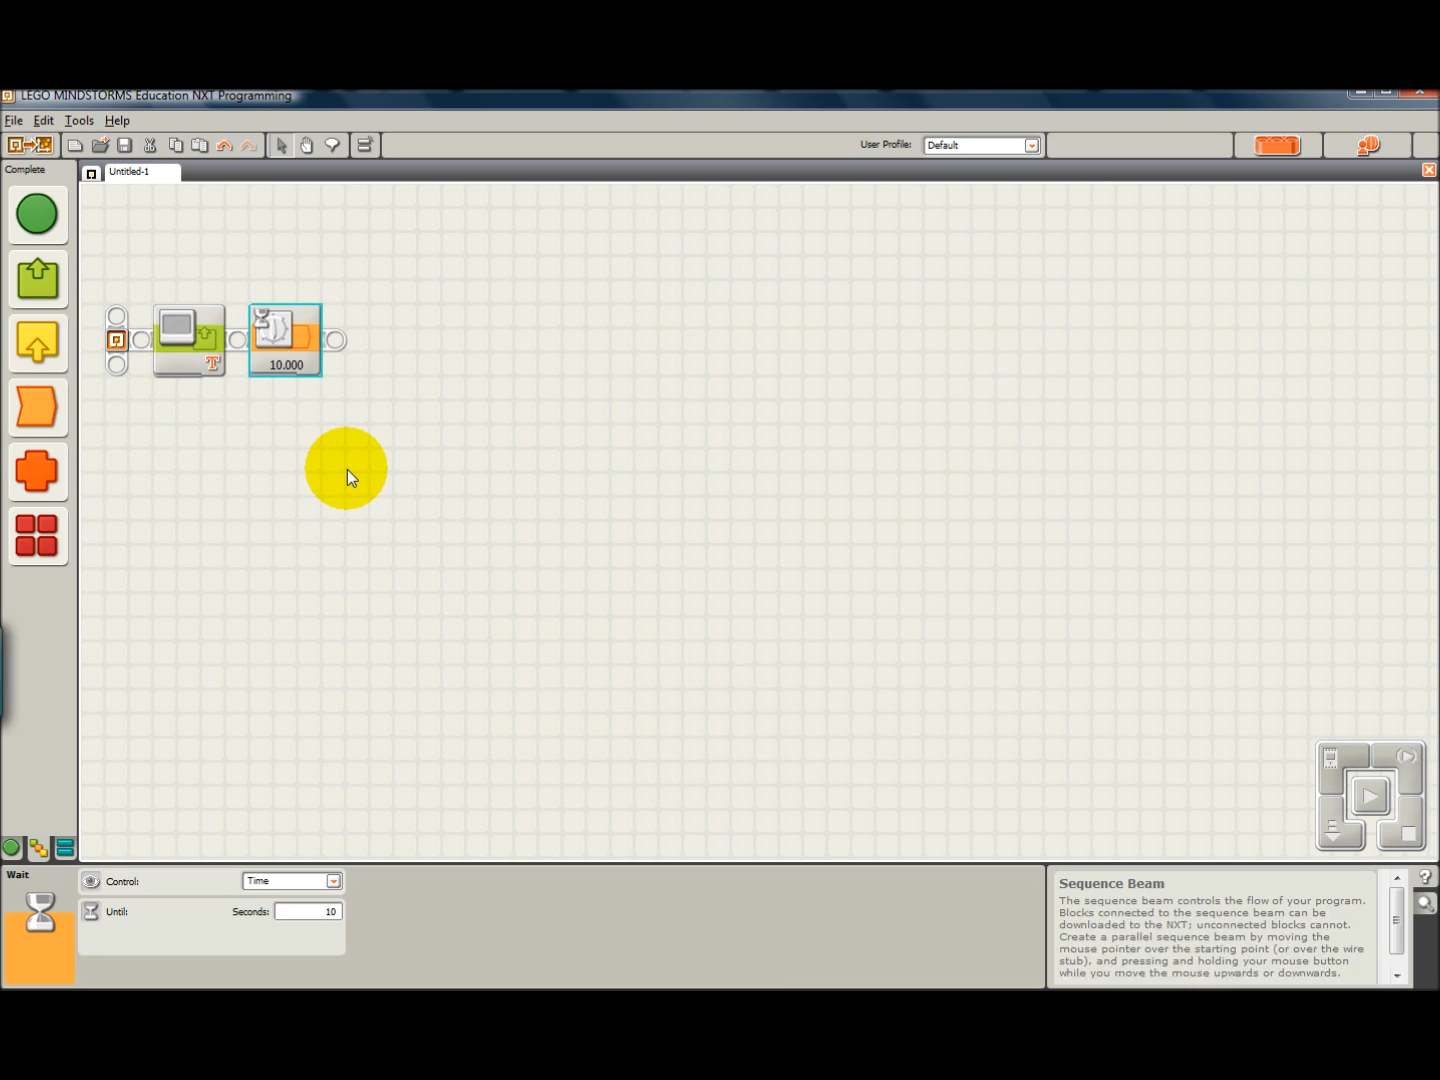 LEGO MINDSTORMS Education NXT Programming
File Edit Tools Help
User Profile: Default
Complete
Untitled-1
T
10.000
Wait
Control: Time
Until: Seconds: 10
Sequence Beam
The sequence beam controls the flow of your program.
Blocks connected to the sequence beam can be
downloaded to the NXT; unconnected blocks cannot.
Create a parallel sequence beam by moving the
mouse pointer over the starting point (or over the wire
stub), and pressing and holding your mouse button
while you move the mouse upwards or downwards.
?